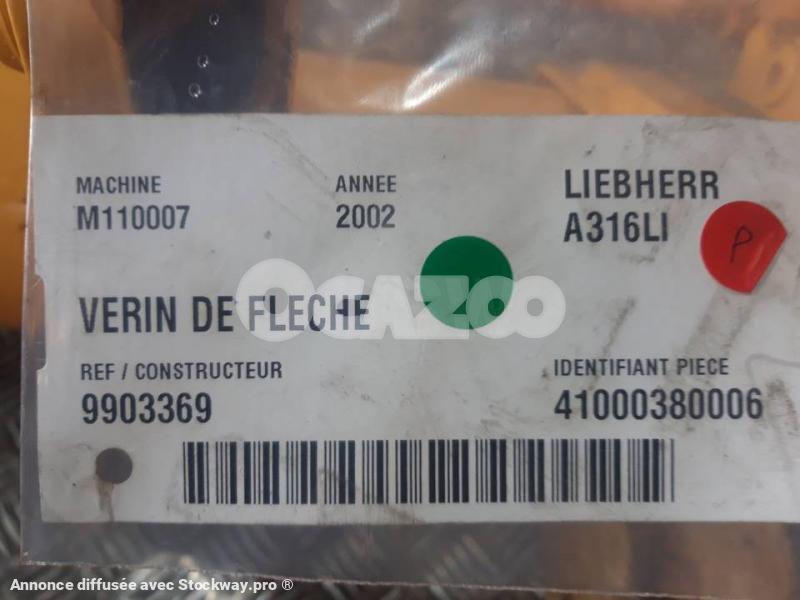 MACHINE ANNEE LIEBHERR
M110007 2002 A316LI
P
VERIN DE FLECHE
OCAZOO
REF / CONSTRUCTEUR IDENTIFIANT PIECE
9903369 41000380006
Annonce diffusée avec Stockway.pro ®